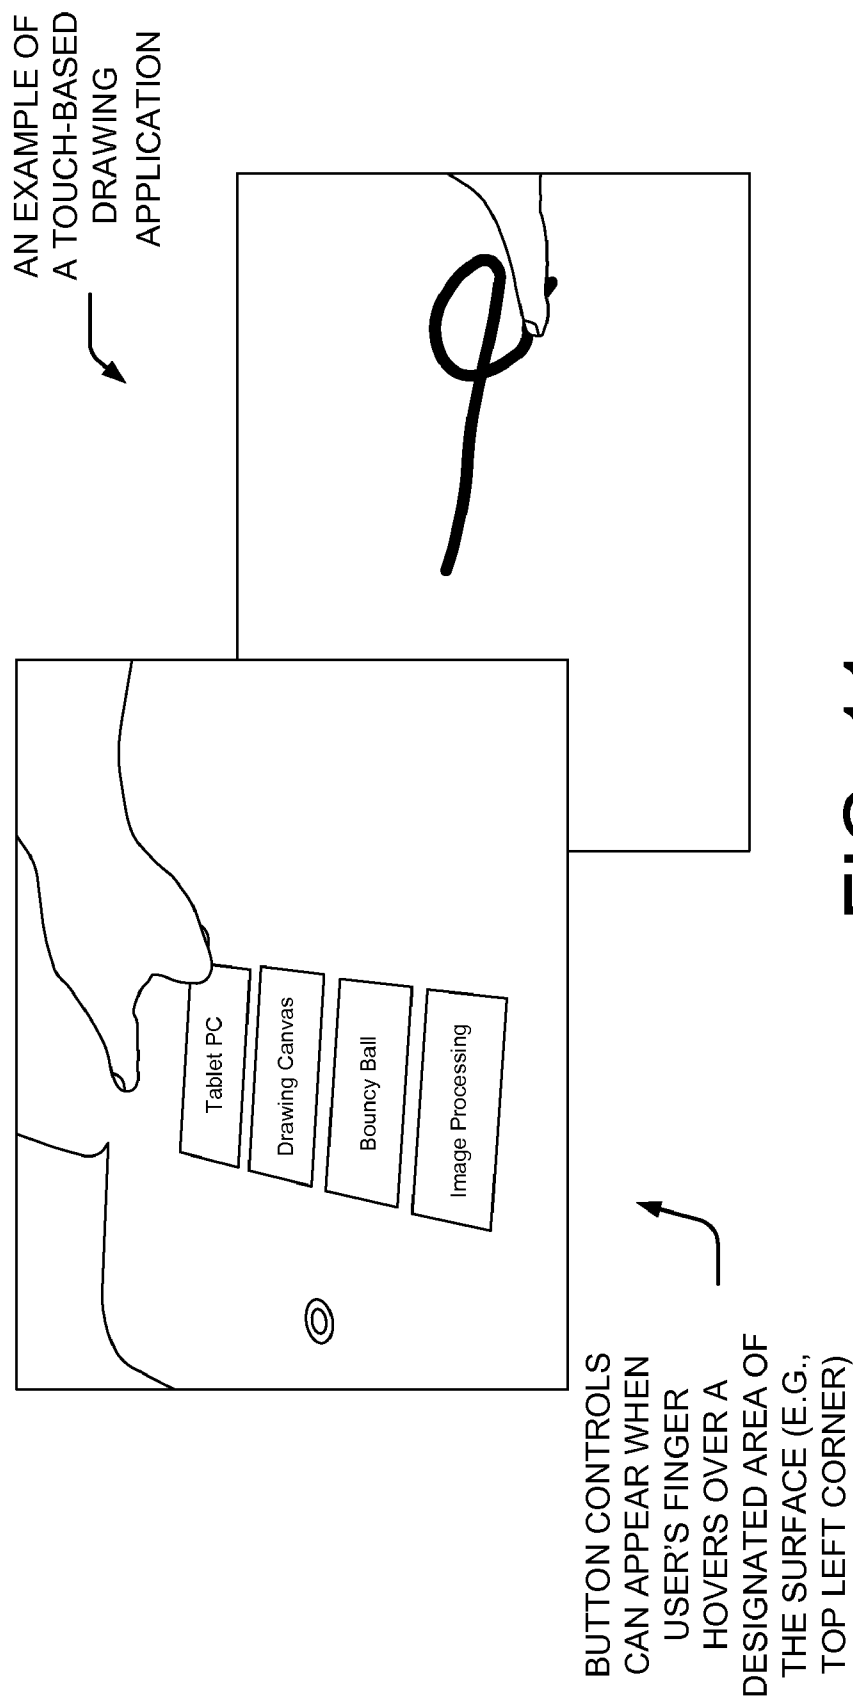 AN EXAMPLE OF
A TOUCH-BASED
DRAWING
APPLICATION
Tablet PC
Drawing Canvas
Bouncy Ball
Image Processing
BUTTON CONTROLS
CAN APPEAR WHEN
USER'S FINGER
HOVERS OVER A
DESIGNATED AREA OF
THE SURFACE (E.G.,
TOP LEFT CORNER)